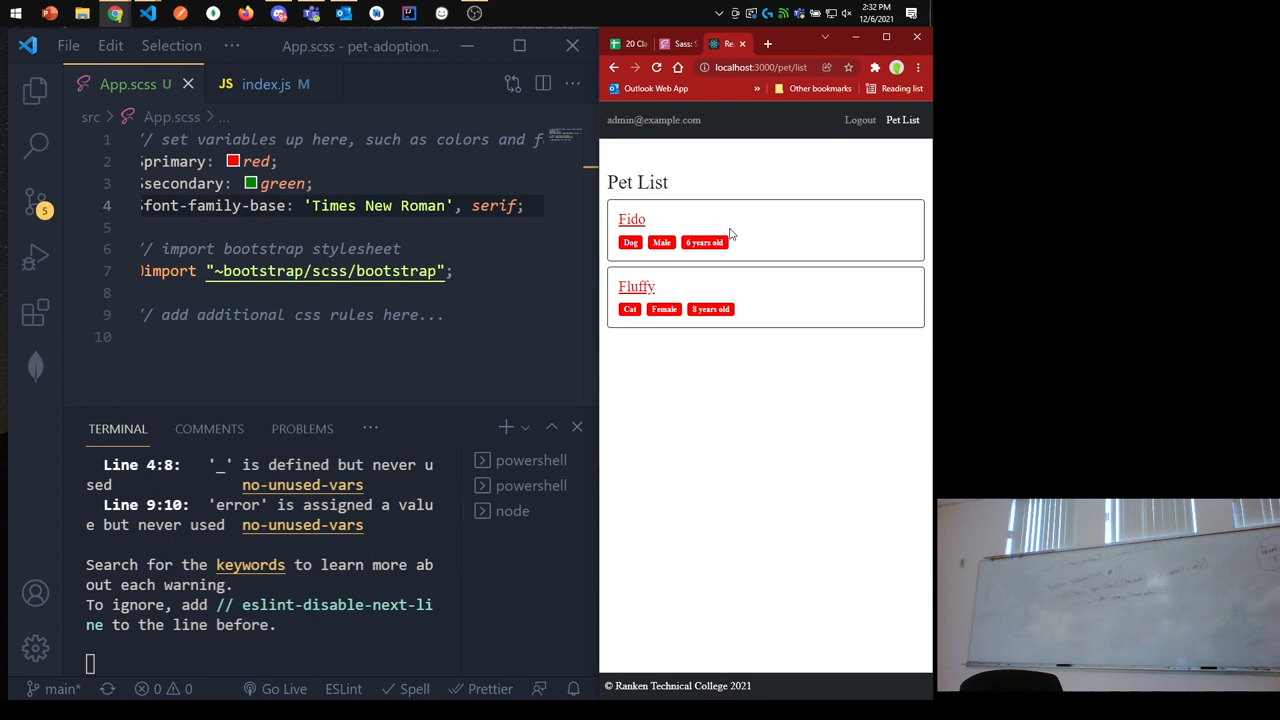 2:32 PM
12/6/2021
File Edit Selection ··· App.scss - pet-adoption...
App.scss U
JS index.js M
src > App.scss > ...
1 // set variables up here, such as colors and f
2 $primary: red;
3 $secondary: green;
4 $font-family-base: 'Times New Roman', serif;
5
6 // import bootstrap stylesheet
7 @import "~bootstrap/scss/bootstrap";
8
9 // add additional css rules here...
10
TERMINAL COMMENTS PROBLEMS ···
Line 4:8: '_' is defined but never u
sed no-unused-vars
Line 9:10: 'error' is assigned a valu
e but never used no-unused-vars
Search for the keywords to learn more ab
out each warning.
To ignore, add // eslint-disable-next-li
ne to the line before.
powershell
powershell
node
5
main* 0 0 Go Live ESLint Spell Prettier
20 Cla
Sass: S
Re
localhost:3000/pet/list
Outlook Web App » Other bookmarks Reading list
admin@example.com Logout Pet List
Pet List
Fido
Dog Male 6 years old
Fluffy
Cat Female 8 years old
© Ranken Technical College 2021